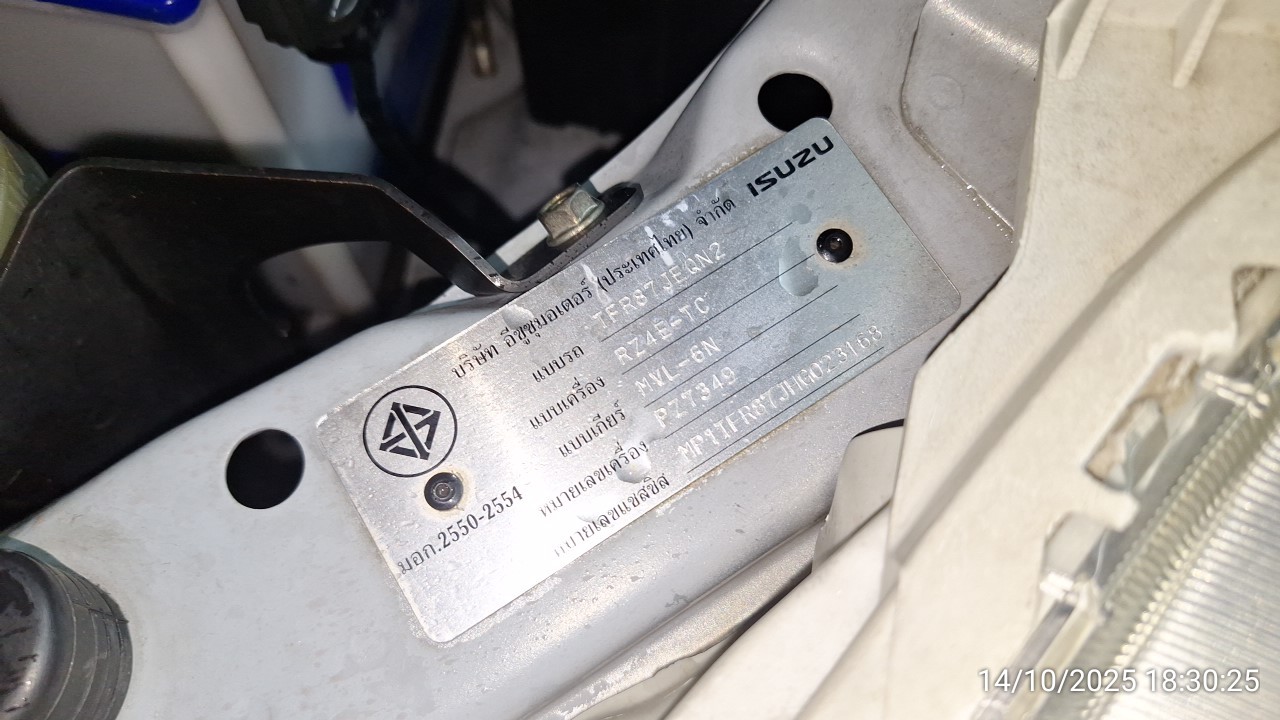 ISUZU
บริษัท อีซูซุมอเตอร์ (ประเทศไทย) จำกัด
แบบรถ TFR87JEQN2
แบบเครื่อง RZ4E-TC
แบบเกียร์ MVL-6N
หมายเลขเครื่อง PZ7349
หมายเลขแชสซิส MP1TFR87JHG023168
มอก.2550-2554
14/10/2025 18:30:25